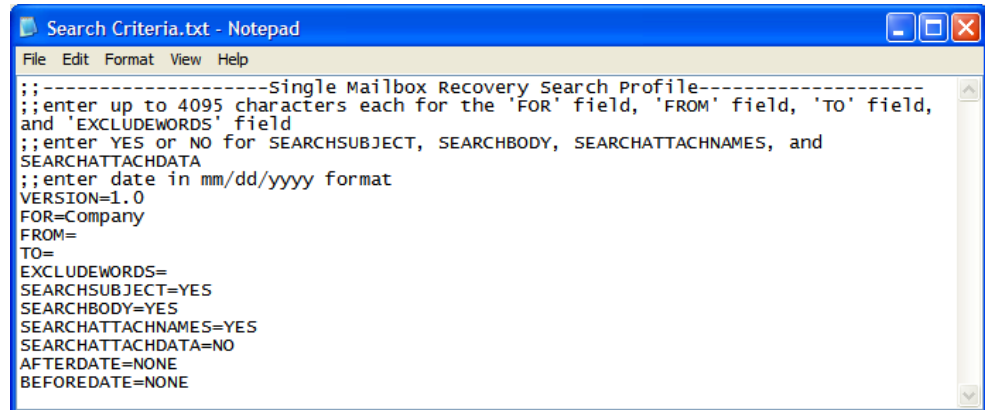 Search Criteria.txt - Notepad
File Edit Format View Help
;;--------------------Single Mailbox Recovery Search Profile--------------------
;;enter up to 4095 characters each for the 'FOR' field, 'FROM' field, 'TO' field,
and 'EXCLUDEWORDS' field
;;enter YES or NO for SEARCHSUBJECT, SEARCHBODY, SEARCHATTACHNAMES, and
SEARCHATTACHDATA
;;enter date in mm/dd/yyyy format
VERSION=1.0
FOR=Company
FROM=
TO=
EXCLUDEWORDS=
SEARCHSUBJECT=YES
SEARCHBODY=YES
SEARCHATTACHNAMES=YES
SEARCHATTACHDATA=NO
AFTERDATE=NONE
BEFOREDATE=NONE